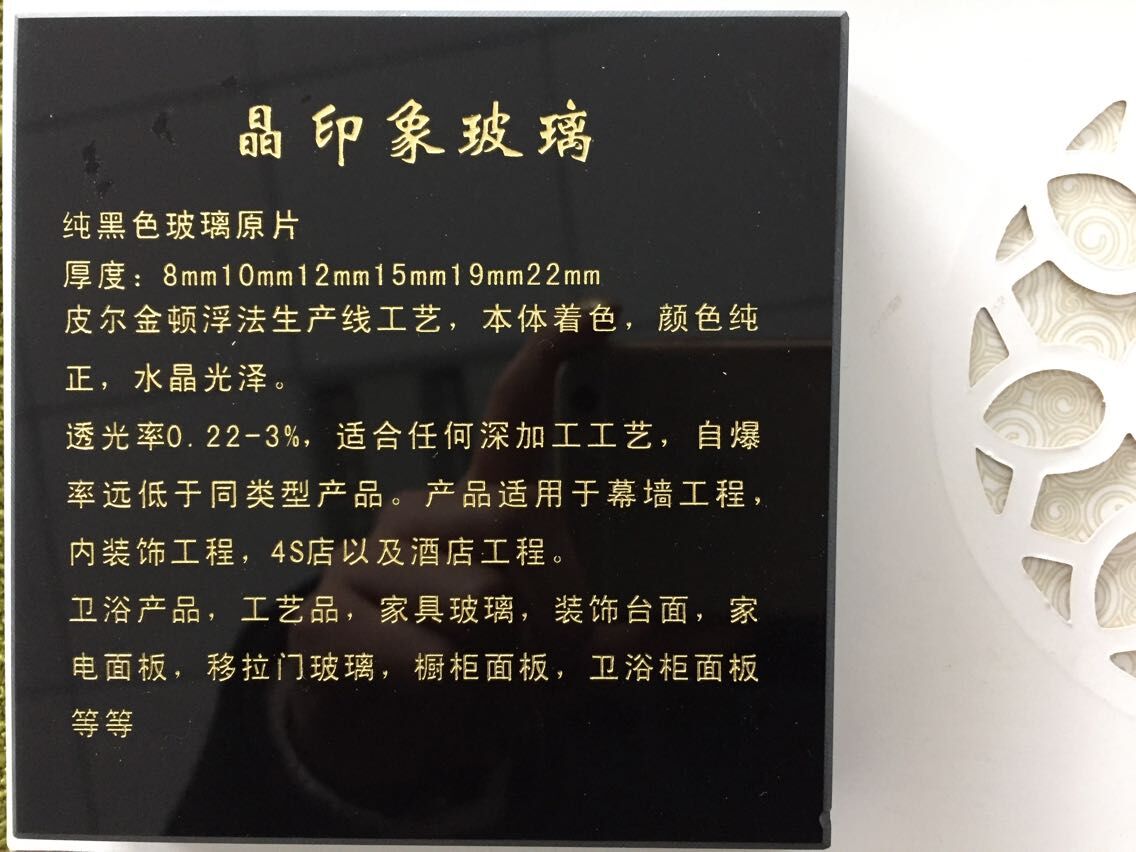 晶印象玻璃
纯黑色玻璃原片
厚度：8mm10mm12mm15mm19mm22mm
皮尔金顿浮法生产线工艺，本体着色，颜色纯
正，水晶光泽。
透光率0.22-3%，适合任何深加工工艺，自爆
率远低于同类型产品。产品适用于幕墙工程，
内装饰工程，4S店以及酒店工程。
卫浴产品，工艺品，家具玻璃，装饰台面，家
电面板，移拉门玻璃，橱柜面板，卫浴柜面板
等等